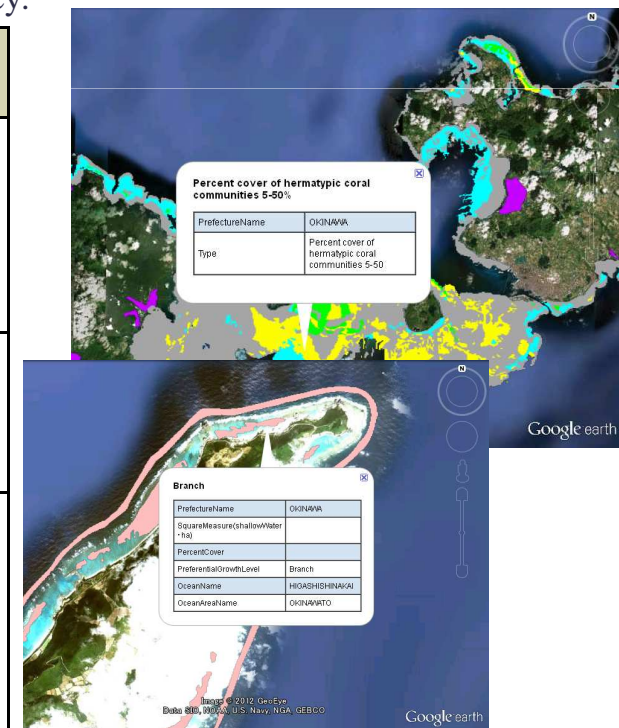 ey.
N
Percent cover of hermatypic coral
communities 5-50%
PrefectureName OKINAWA
Type Percent cover of
hermatypic coral
communities 5-50
Google earth
N
Branch
PrefectureName OKINAWA
SquareMeasure(shallowWater
・ha)
PercentCover
PreferentialGrowthLevel Branch
OceanName HIGASHISHINAKAI
OceanAreaName OKINAWATO
Image © 2012 GeoEye
Data SIO, NOAA, U.S. Navy, NGA, GEBCO
Google earth